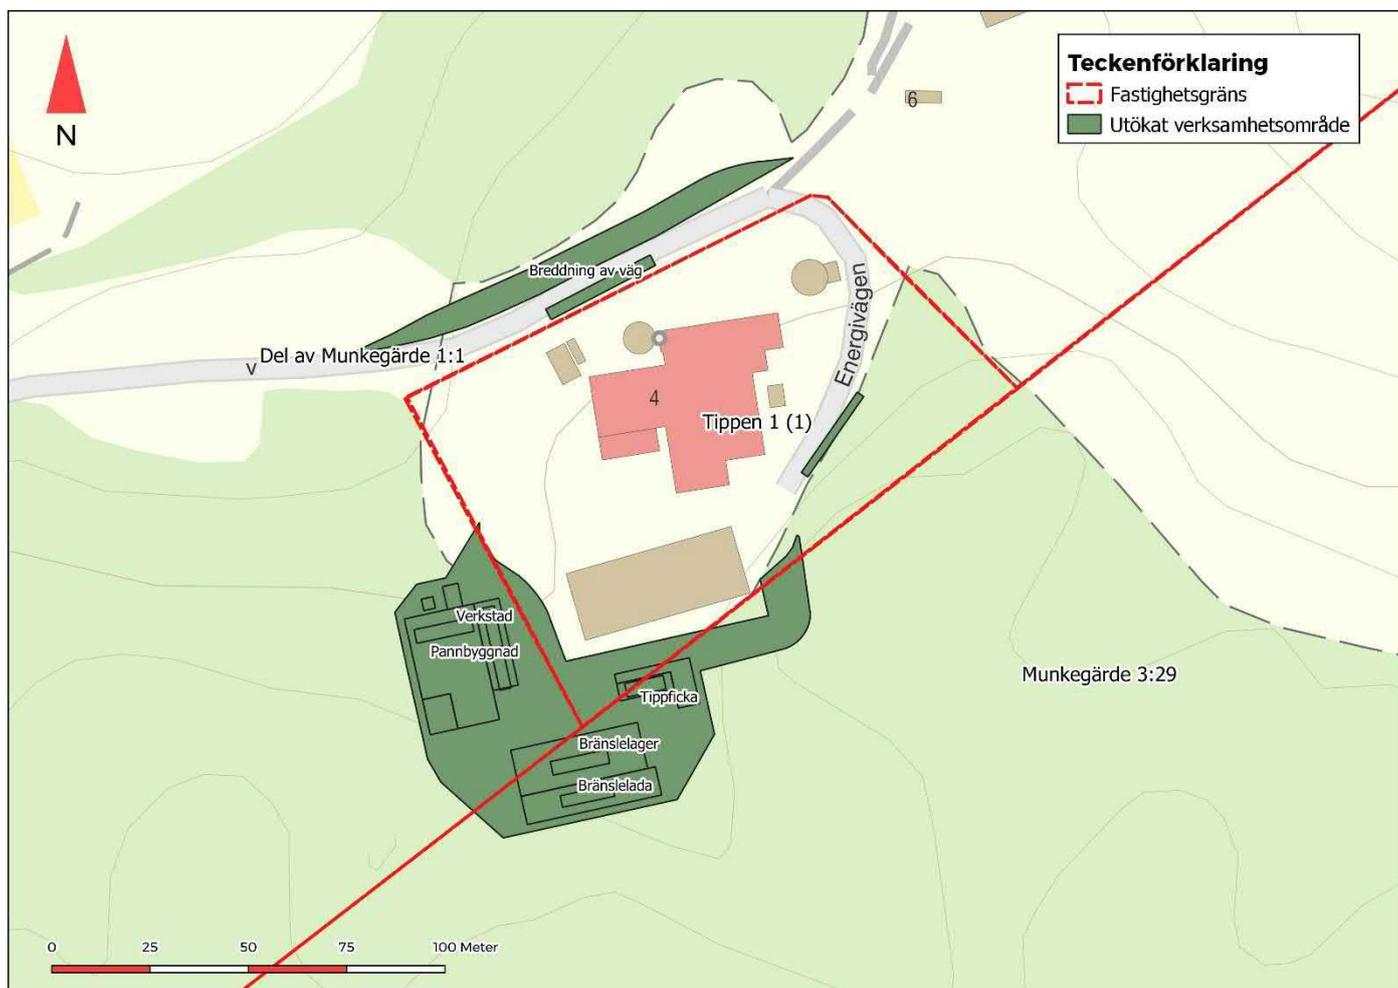 N
Teckenförklaring
Fastighetsgräns
Utökat verksamhetsområde
6
Breddning av väg
Energivägen
Del av Munkegärde 1:1
v
4
Tippen 1 (1)
Verkstad
Pannbyggnad
Munkegärde 3:29
Tippficka
Bränslelager
Bränslelada
0 25 50 75 100 Meter